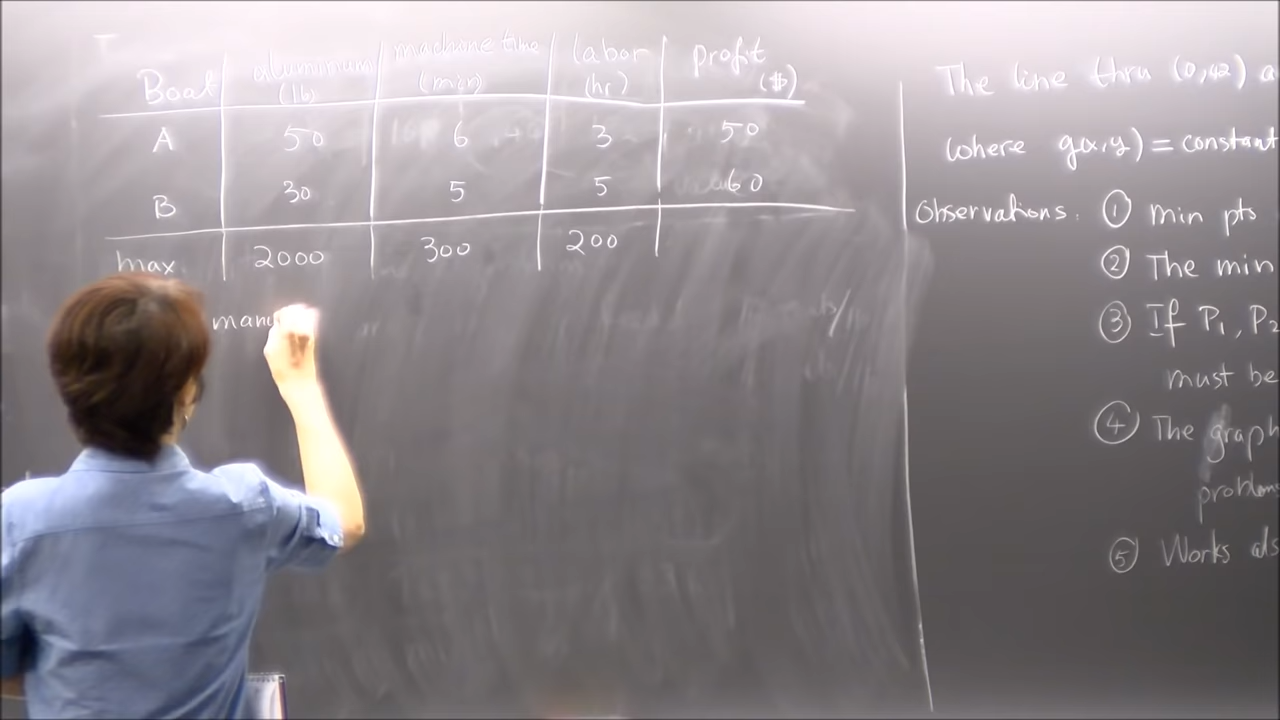 Boat aluminum machine time labor profit
(lb) (min) (hr) ($)
A 50 6 3 50
B 30 5 5 60
max. 2000 300 200
The line thru (0,42)
where g(x,y) = constant
Observations: ① min pts
② The min
③ If P1, P2
must be
④ The graph
problem
⑤ Works als